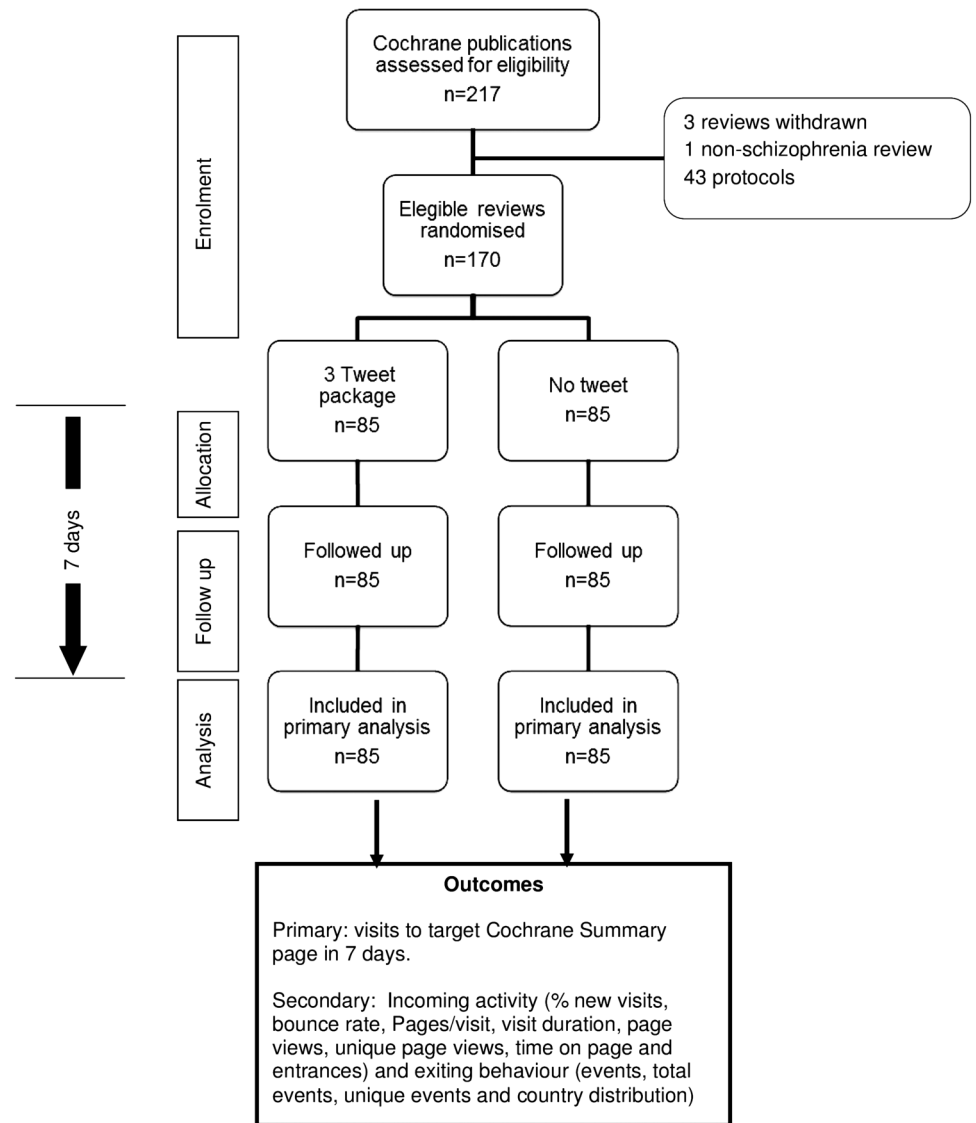 Cochrane publications
assessed for eligibility
n=217
3 reviews withdrawn
1 non-schizophrenia review
43 protocols
Enrolment
Elegible reviews
randomised
n=170
3 Tweet
package
n=85
No tweet
n=85
Allocation
7 days
Followed up
n=85
Followed up
n=85
Follow up
Included in
primary analysis
n=85
Included in
primary analysis
n=85
Analysis
Outcomes
Primary: visits to target Cochrane Summary
page in 7 days.
Secondary: Incoming activity (% new visits,
bounce rate, Pages/visit, visit duration, page
views, unique page views, time on page and
entrances) and exiting behaviour (events, total
events, unique events and country distribution)